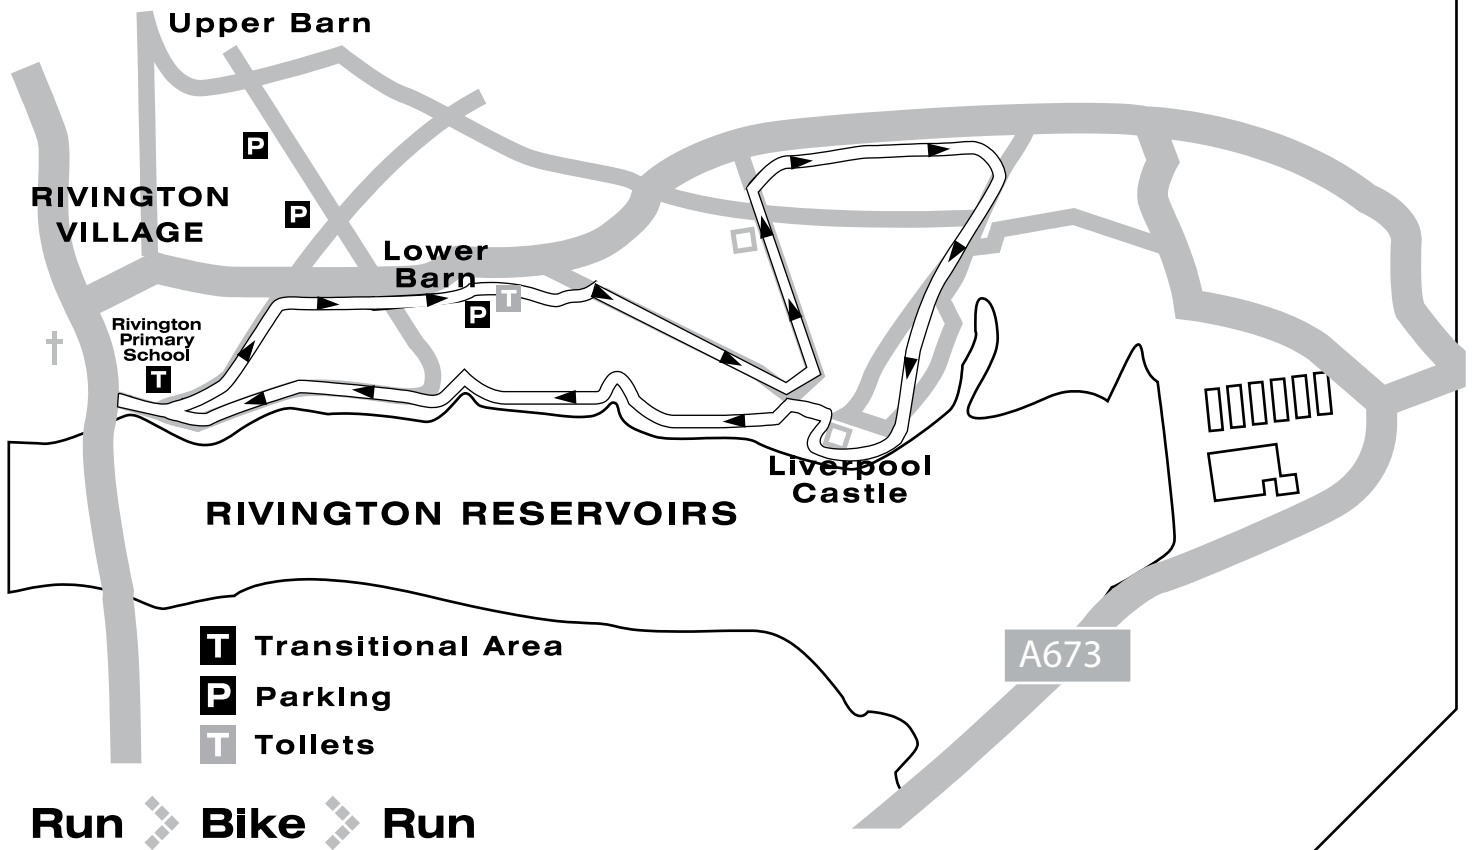 Upper Barn
P
RIVINGTON
VILLAGE
P
Lower
Barn
T
P
Rivington
Primary
School
T
Liverpool
Castle
RIVINGTON RESERVOIRS
T Transitional Area
P ParkIng
T ToIlets
A673
Run Bike Run